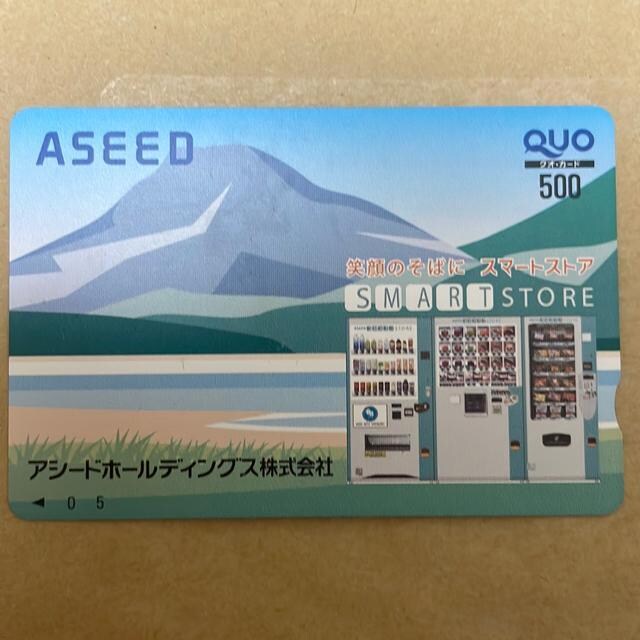 ASEED
QUO
クオ・カード
500
笑顔のそばに スマートストア
SMART STORE
アシードホールディングス株式会社
◀ 0 5